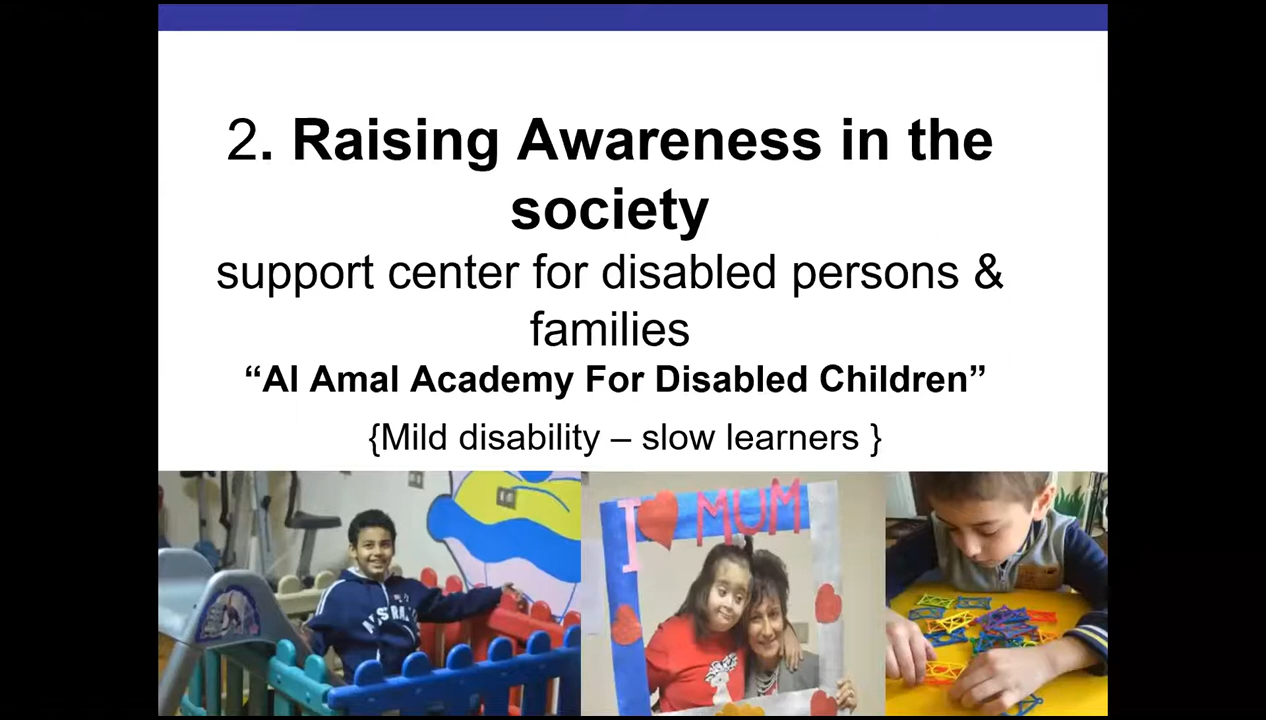 2. Raising Awareness in the
society
support center for disabled persons &
families
“Al Amal Academy For Disabled Children”
{Mild disability – slow learners }
I MUM